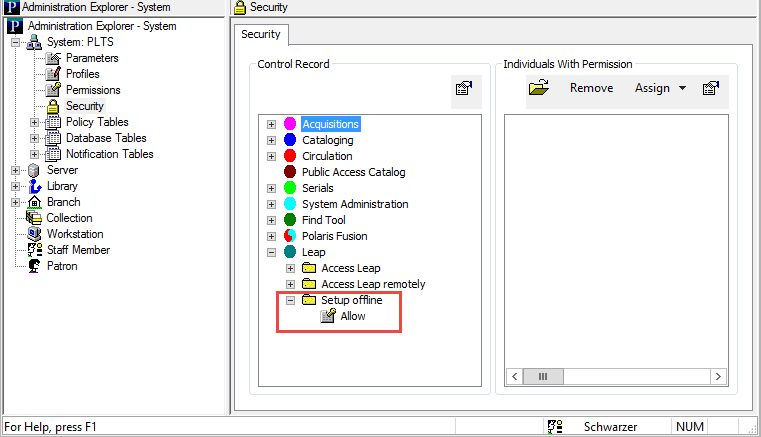 Administration Explorer - System
Administration Explorer - System
System: PLTS
Parameters
Profiles
Permissions
Security
Policy Tables
Database Tables
Notification Tables
Server
Library
Branch
Collection
Workstation
Staff Member
Patron
Security
Security
Control Record
Acquisitions
Cataloging
Circulation
Public Access Catalog
Serials
System Administration
Find Tool
Polaris Fusion
Leap
Access Leap
Access Leap remotely
Setup offline
Allow
Individuals With Permission
Remove Assign
For Help, press F1 Schwarzer NUM